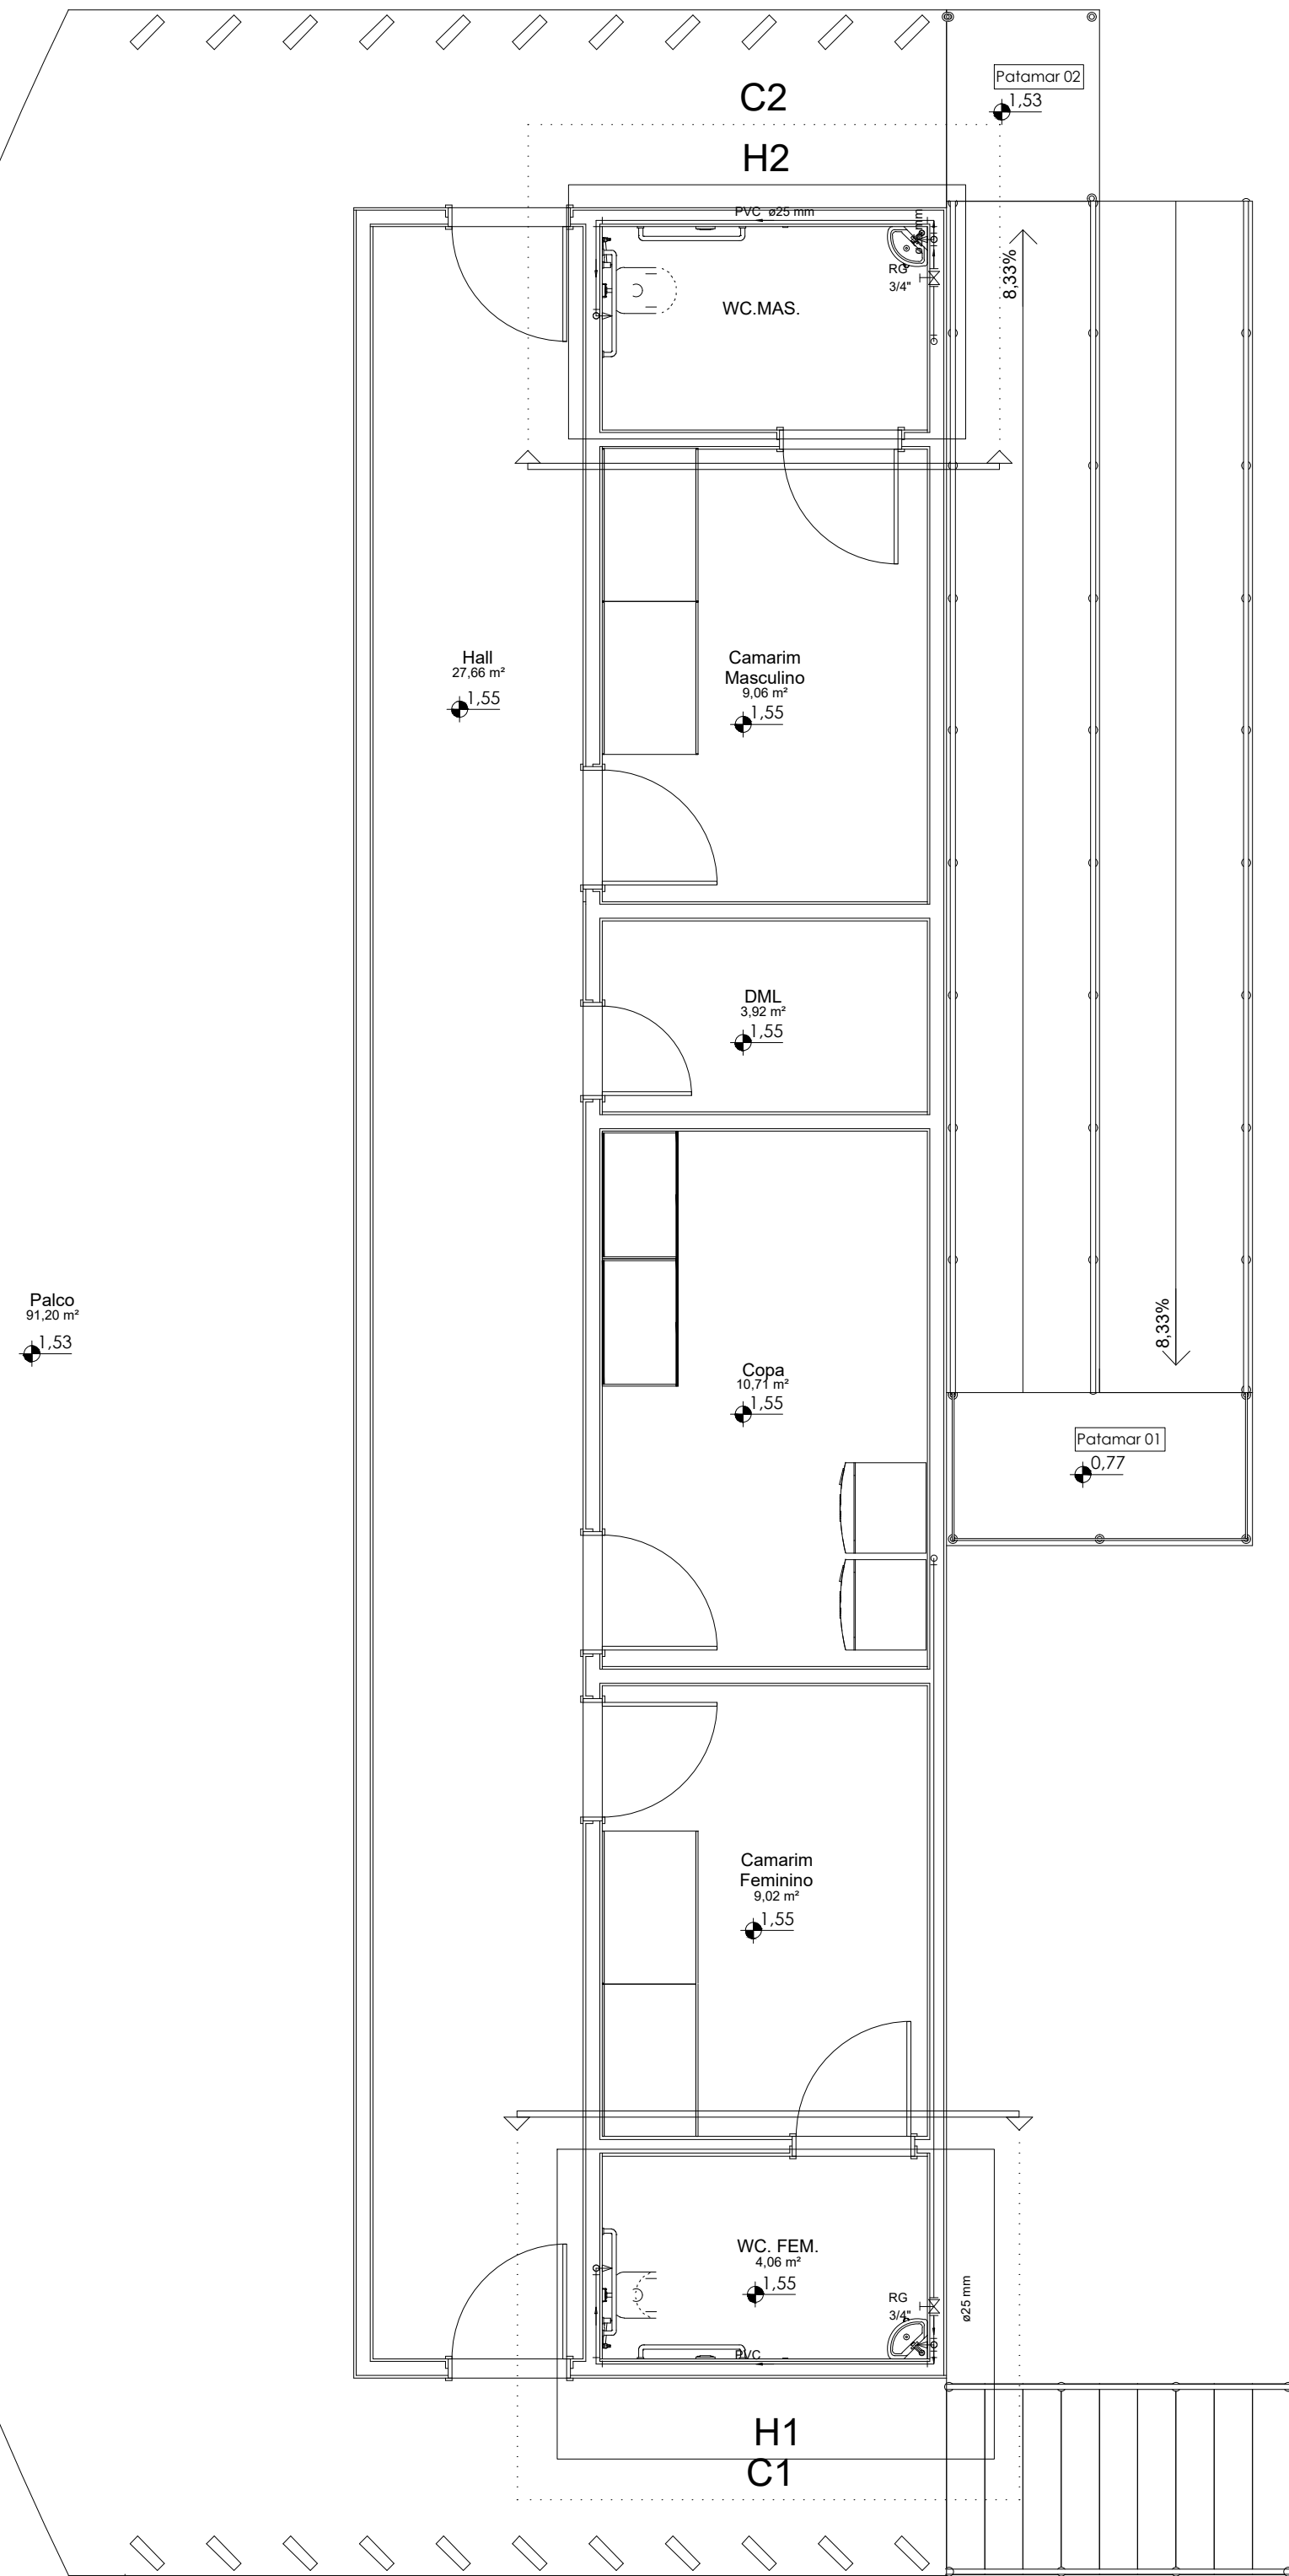 Patamar 02
1,53
C2
H2
PVC ø25 mm
RG
3/4"
8,33%
WC.MAS.
Hall
27,66 m²
1,55
Camarim
Masculino
9,06 m²
1,55
DML
3,92 m²
1,55
Palco
91,20 m²
1,53
8,33%
Copa
10,71 m²
1,55
Patamar 01
0,77
Camarim
Feminino
9,02 m²
1,55
WC. FEM.
4,06 m²
1,55
RG
3/4"
ø25 mm
PVC
H1
C1